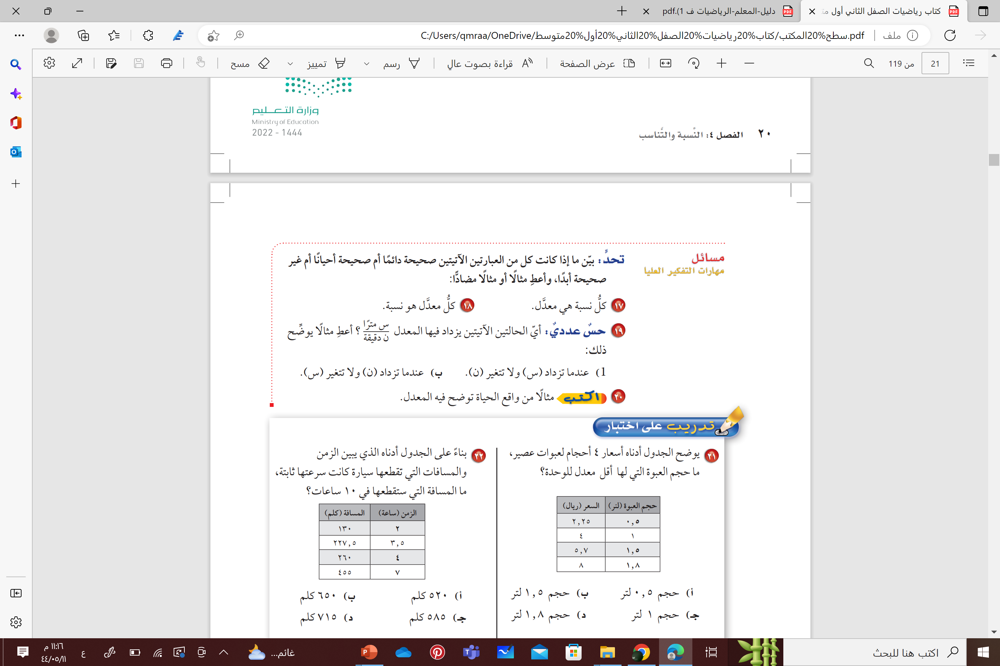 كتاب رياضيات الصفل الثاني أول
دليل-المعلم-الرياضيات ف 1).pdf
ملف
C:/Users/qmraa/OneDrive/سطح%20المكتب/كتاب%20رياضيات%20الصفل%20الثاني%20أول%20متوسط.pdf
21
من 119
عرض الصفحة
قراءة بصوت عالٍ
رسم
تمييز
مسح
وزارة التعليم
Ministry of Education
2022 - 1444
٢٠ الفصل ٤: النِّسبة والتَّناسب
مسائل
مهارات التفكير العليا
تحدٍّ: بيّن ما إذا كانت كل من العبارتين الآتيتين صحيحة دائمًا أم صحيحة أحيانًا أم غير
صحيحة أبدًا، وأعطِ مثالًا أو مثالًا مضادًّا:
١٧ كلُّ نسبة هي معدَّل.
١٨ كلُّ معدَّل هو نسبة.
١٩ حسٌ عدديٌ: أيّ الحالتين الآتيتين يزداد فيها المعدل س مترًا / ن دقيقة ؟ أعطِ مثالًا يوضِّح
ذلك:
1) عندما تزداد (س) ولا تتغير (ن).
ب) عندما تزداد (ن) ولا تتغير (س).
٢٠ اكتب مثالًا من واقع الحياة توضح فيه المعدل.
تدريب على اختبار
٢١ يوضح الجدول أدناه أسعار ٤ أحجام لعبوات عصير،
ما حجم العبوة التي لها أقل معدل للوحدة؟
حجم العبوة (لتر) السعر (ريال)
٠,٥ ٢,٢٥
١ ٤
١,٥ ٥,٧
١,٨ ٨
أ) حجم ٠,٥ لتر
ب) حجم ١,٥ لتر
جـ) حجم ١ لتر
د) حجم ١,٨ لتر
٢٢ بناءً على الجدول أدناه الذي يبين الزمن
والمسافات التي تقطعها سيارة كانت سرعتها ثابتة،
ما المسافة التي ستقطعها في ١٠ ساعات؟
الزمن (ساعة) المسافة (كلم)
٢ ١٣٠
٣,٥ ٢٢٧,٥
٤ ٢٦٠
٧ ٤٥٥
أ) ٥٢٠ كلم
ب) ٦٥٠ كلم
جـ) ٥٨٥ كلم
د) ٧١٥ كلم
اكتب هنا للبحث
غائم...
ع
١١:١٦ م
٤٤/٠٥/١١